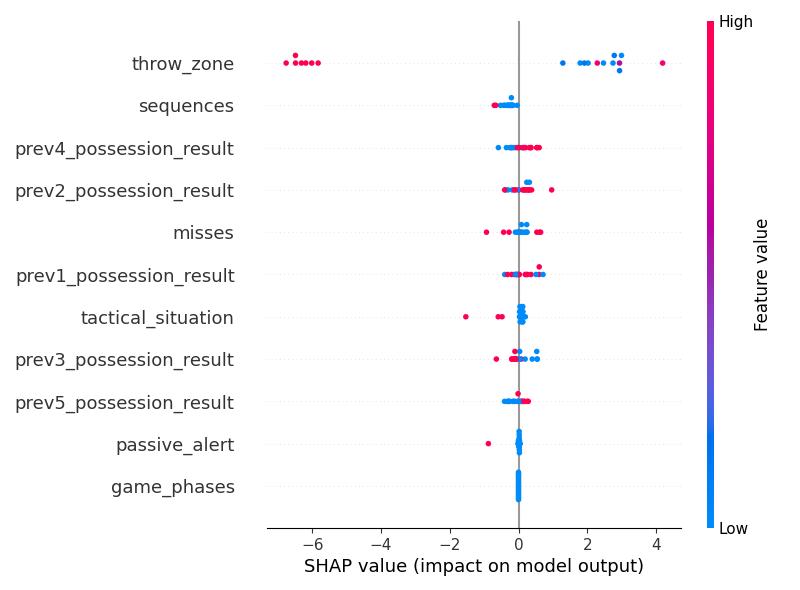 High
throw_zone
sequences
prev4_possession_result
prev2_possession_result
misses
prev1_possession_result
tactical_situation
prev3_possession_result
prev5_possession_result
passive_alert
game_phases
Feature value
Low
−6 −4 −2 0 2 4
SHAP value (impact on model output)